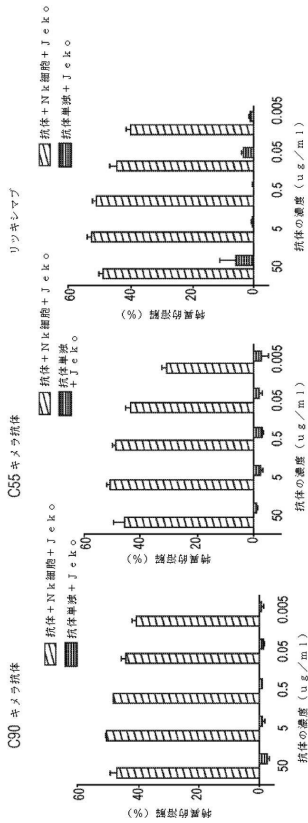 C90 キメラ抗体
抗体+Nk細胞+Jeko
抗体単独+Jeko
特異的溶解 (%)
60
40
20
0
50
5
0.5
0.05
0.005
抗体の濃度 (ug/ml)
C55 キメラ抗体
抗体+Nk細胞+Jeko
抗体単独
+Jeko
特異的溶解 (%)
60
40
20
0
50
5
0.5
0.05
0.005
抗体の濃度 (ug/ml)
リツキシマブ
抗体+Nk細胞+Jeko
抗体単独+Jeko
特異的溶解 (%)
60
40
20
0
50
5
0.5
0.05
0.005
抗体の濃度 (ug/ml)